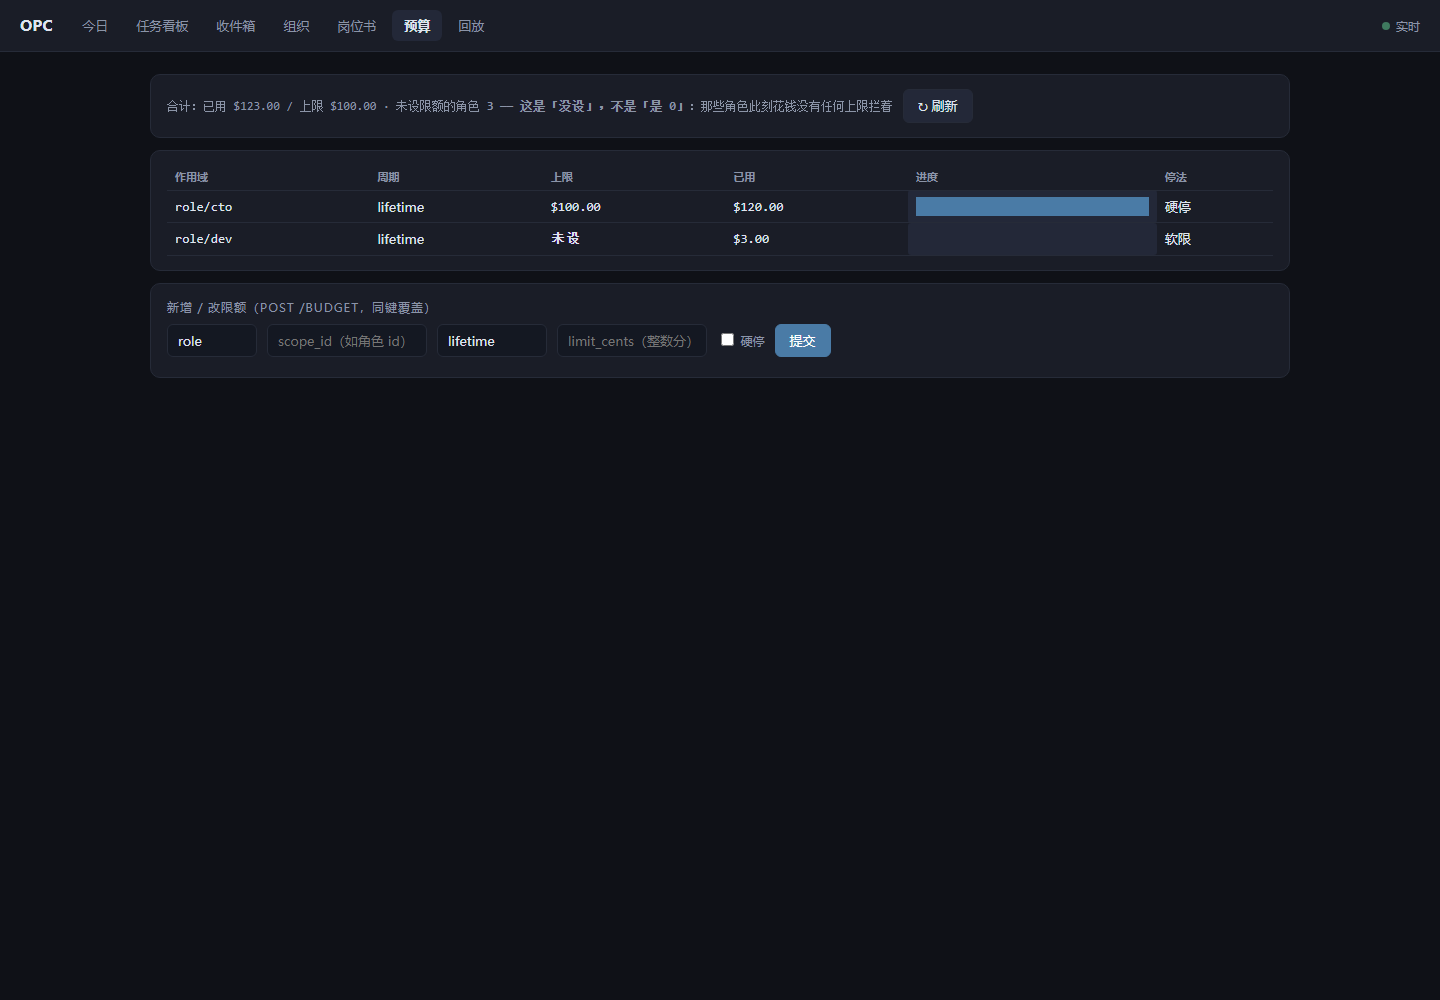 OPC 今日 任务看板 收件箱 组织 岗位书 预算 回放 实时
合计：已用 $123.00 / 上限 $100.00 · 未设限额的角色 3 — 这是「没设」，不是「是 0」：那些角色此刻花钱没有任何上限拦着 ↻ 刷新
作用域 周期 上限 已用 进度 停法
role/cto lifetime $100.00 $120.00 硬停
role/dev lifetime 未设 $3.00 软限
新增 / 改限额（POST /BUDGET，同键覆盖）
role scope_id（如角色 id） lifetime limit_cents（整数分） 硬停 提交